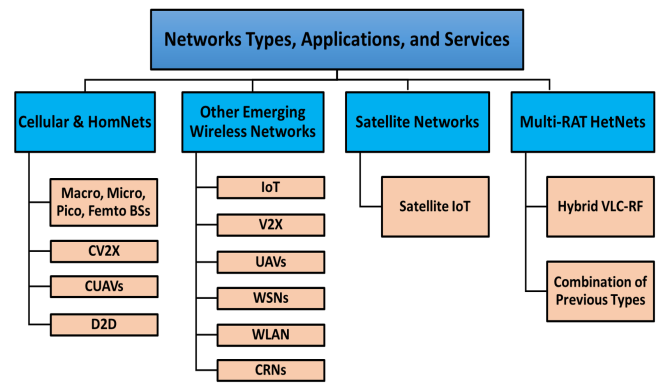 Networks Types, Applications, and Services
Cellular & HomNets
Macro, Micro,
Pico, Femto BSs
CV2X
CUAVs
D2D
Other Emerging
Wireless Networks
IoT
V2X
UAVs
WSNs
WLAN
CRNs
Satellite Networks
Satellite IoT
Multi-RAT HetNets
Hybrid VLC-RF
Combination of
Previous Types